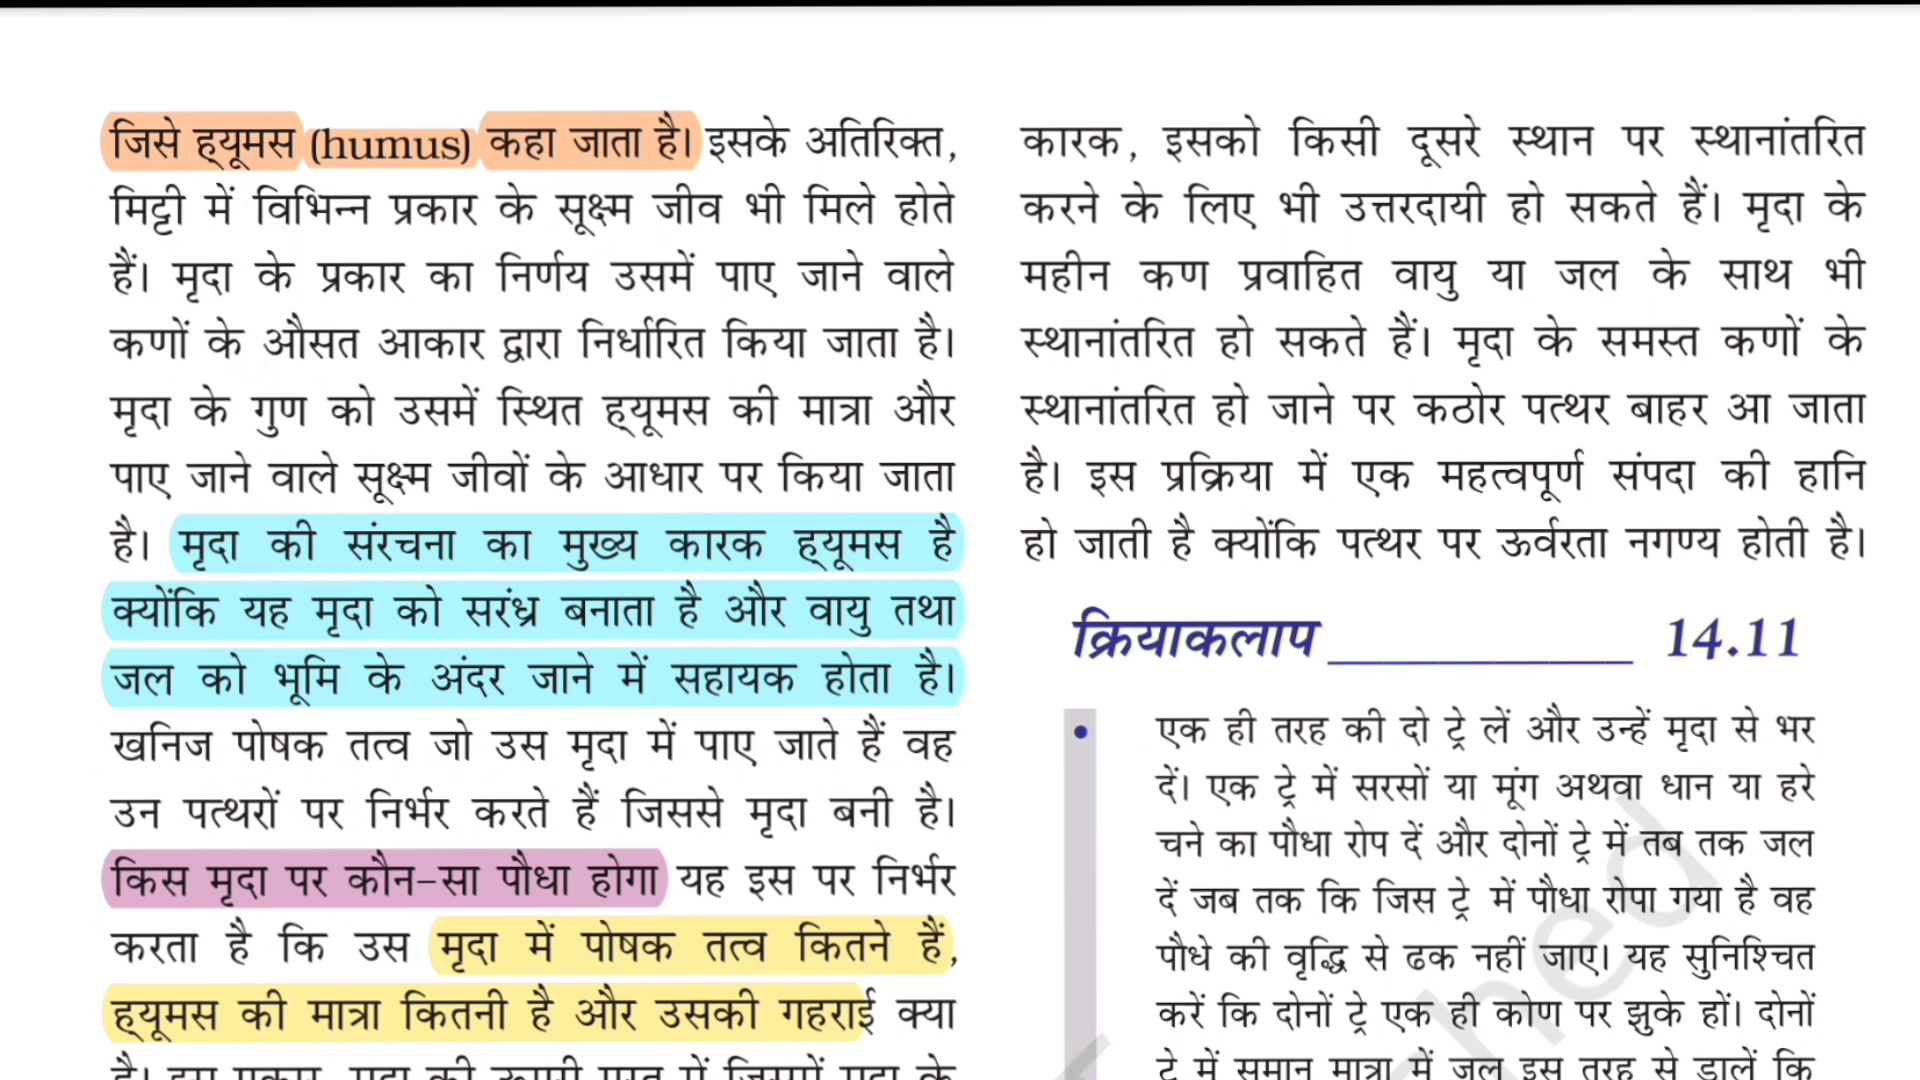 जिसे ह्यूमस (humus) कहा जाता है। इसके अतिरिक्त,
मिट्टी में विभिन्न प्रकार के सूक्ष्म जीव भी मिले होते
हैं। मृदा के प्रकार का निर्णय उसमें पाए जाने वाले
कणों के औसत आकार द्वारा निर्धारित किया जाता है।
मृदा के गुण को उसमें स्थित ह्यूमस की मात्रा और
पाए जाने वाले सूक्ष्म जीवों के आधार पर किया जाता
है। मृदा की संरचना का मुख्य कारक ह्यूमस है
क्योंकि यह मृदा को सरंध्र बनाता है और वायु तथा
जल को भूमि के अंदर जाने में सहायक होता है।
खनिज पोषक तत्व जो उस मृदा में पाए जाते हैं वह
उन पत्थरों पर निर्भर करते हैं जिससे मृदा बनी है।
किस मृदा पर कौन-सा पौधा होगा यह इस पर निर्भर
करता है कि उस मृदा में पोषक तत्व कितने हैं,
ह्यूमस की मात्रा कितनी है और उसकी गहराई क्या
है। इस प्रकार, मृदा की ऊपरी परत में जिसमें मृदा के
कारक, इसको किसी दूसरे स्थान पर स्थानांतरित
करने के लिए भी उत्तरदायी हो सकते हैं। मृदा के
महीन कण प्रवाहित वायु या जल के साथ भी
स्थानांतरित हो सकते हैं। मृदा के समस्त कणों के
स्थानांतरित हो जाने पर कठोर पत्थर बाहर आ जाता
है। इस प्रक्रिया में एक महत्वपूर्ण संपदा की हानि
हो जाती है क्योंकि पत्थर पर ऊर्वरता नगण्य होती है।
क्रियाकलाप 14.11
• एक ही तरह की दो ट्रे लें और उन्हें मृदा से भर
दें। एक ट्रे में सरसों या मूंग अथवा धान या हरे
चने का पौधा रोप दें और दोनों ट्रे में तब तक जल
दें जब तक कि जिस ट्रे में पौधा रोपा गया है वह
पौधे की वृद्धि से ढक नहीं जाए। यह सुनिश्चित
करें कि दोनों ट्रे एक ही कोण पर झुके हों। दोनों
ट्रे में समान मात्रा में जल इस तरह से डालें कि